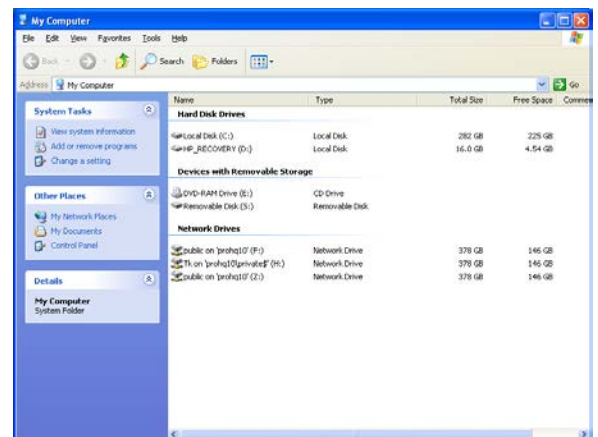 My Computer
File Edit View Favorites Tools Help
Back Search Folders
Address My Computer Go
System Tasks
View system information
Add or remove programs
Change a setting
Other Places
My Network Places
My Documents
Control Panel
Details
My Computer
System Folder
Name Type Total Size Free Space Commen
Hard Disk Drives
Local Disk (C:) Local Disk 282 GB 225 GB
HP_RECOVERY (D:) Local Disk 16.0 GB 4.54 GB
Devices with Removable Storage
DVD-RAM Drive (E:) CD Drive
Removable Disk (S:) Removable Disk
Network Drives
public on 'prohq10' (F:) Network Drive 378 GB 146 GB
Tk on 'prohq10\private$' (H:) Network Drive 378 GB 146 GB
public on 'prohq10' (Z:) Network Drive 378 GB 146 GB